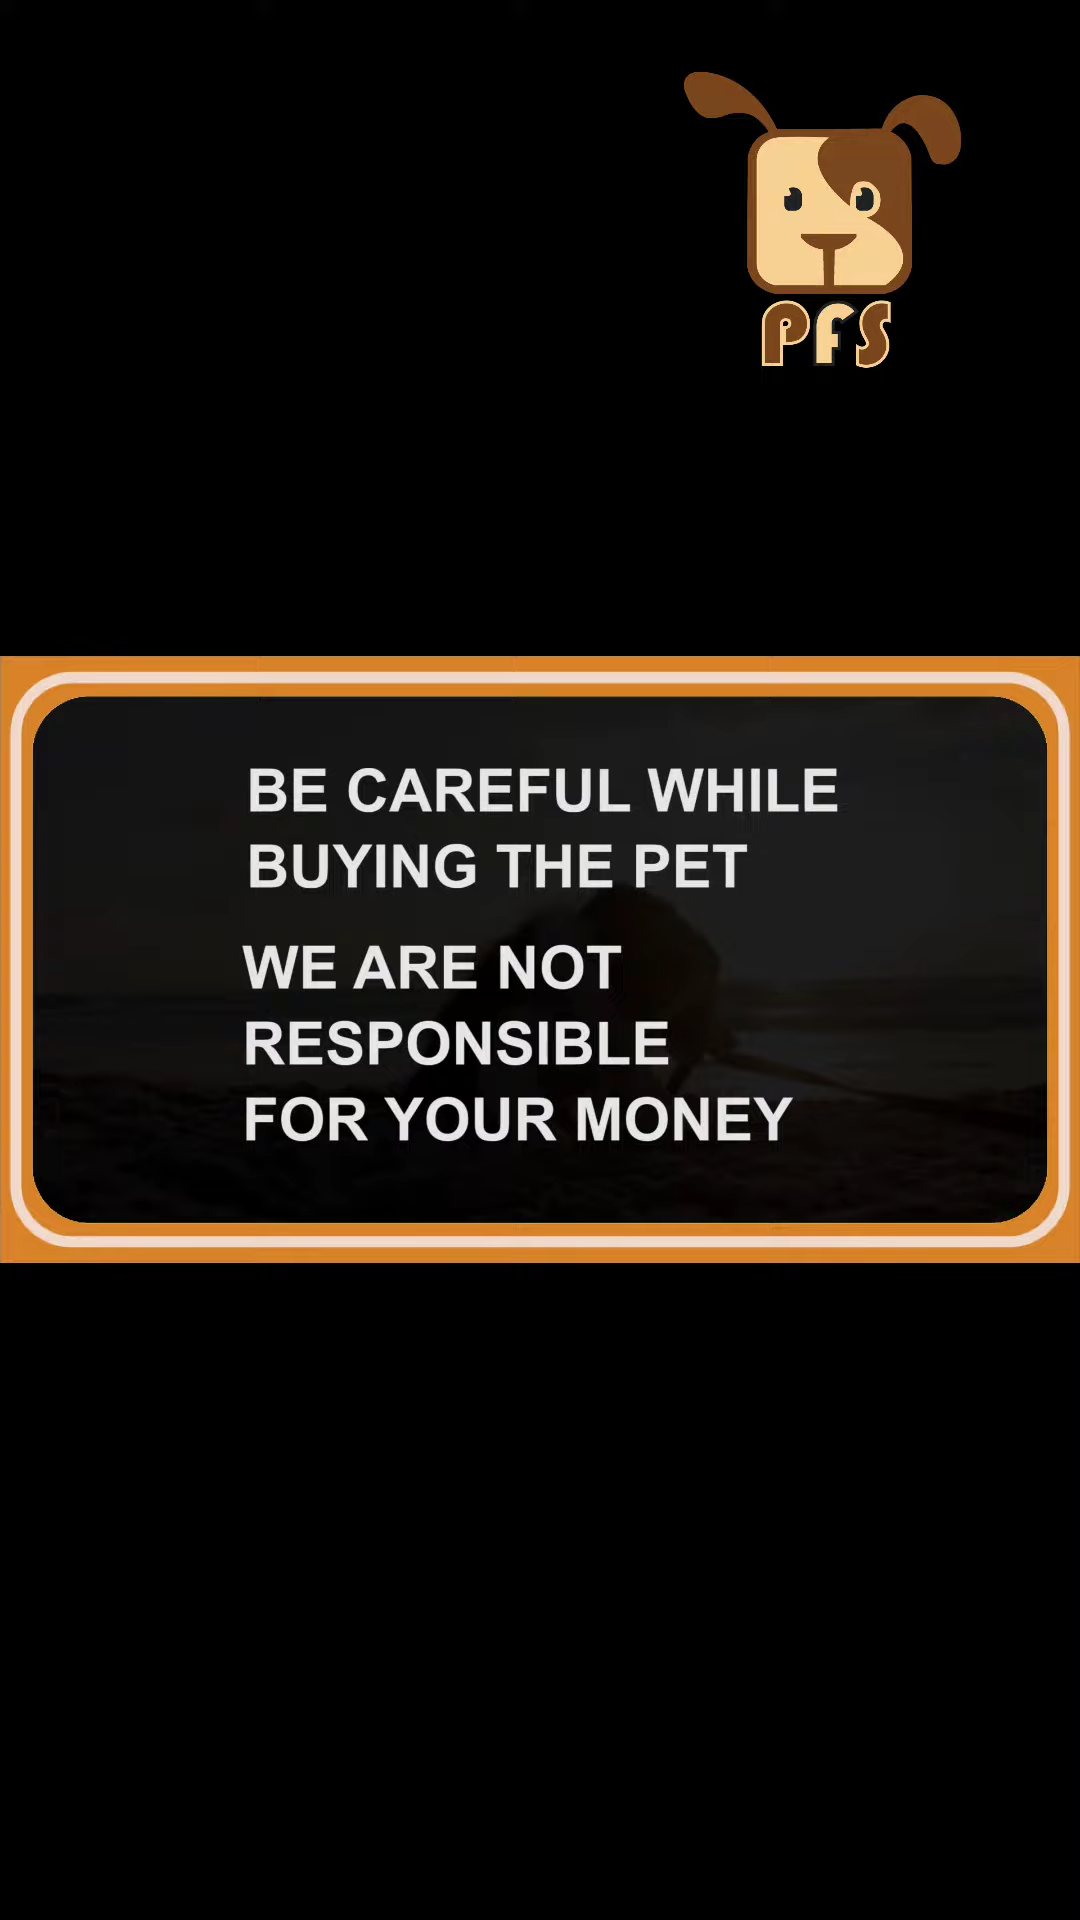 PFS
BE CAREFUL WHILE
BUYING THE PET
WE ARE NOT
RESPONSIBLE
FOR YOUR MONEY